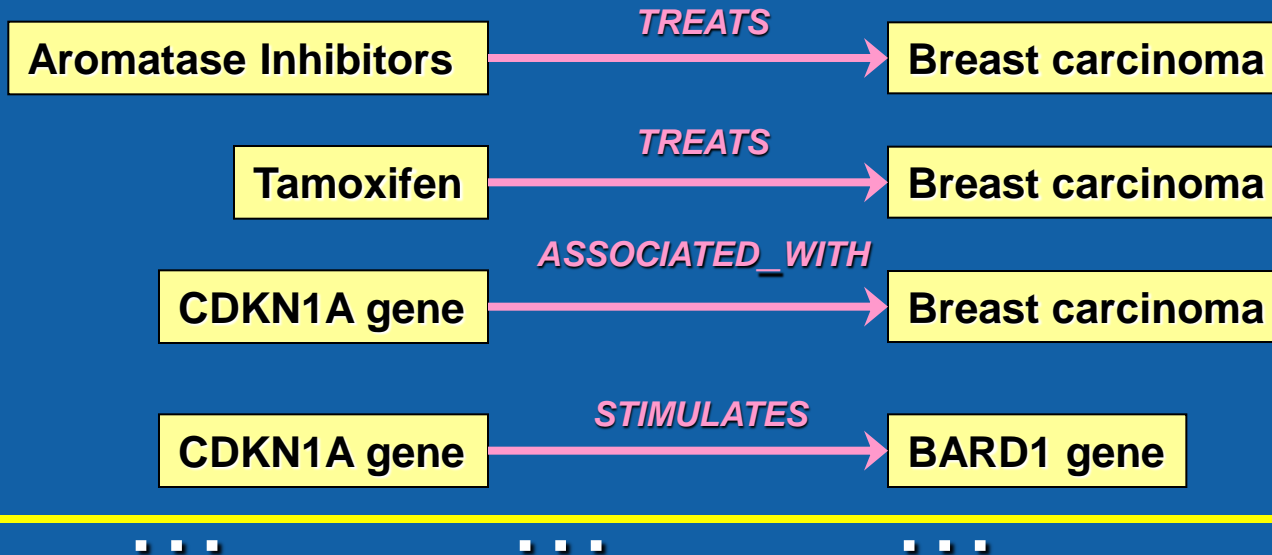 TREATS
Aromatase Inhibitors Breast carcinoma
TREATS
Tamoxifen Breast carcinoma
ASSOCIATED_WITH
CDKN1A gene Breast carcinoma
STIMULATES
CDKN1A gene BARD1 gene
... ... ...